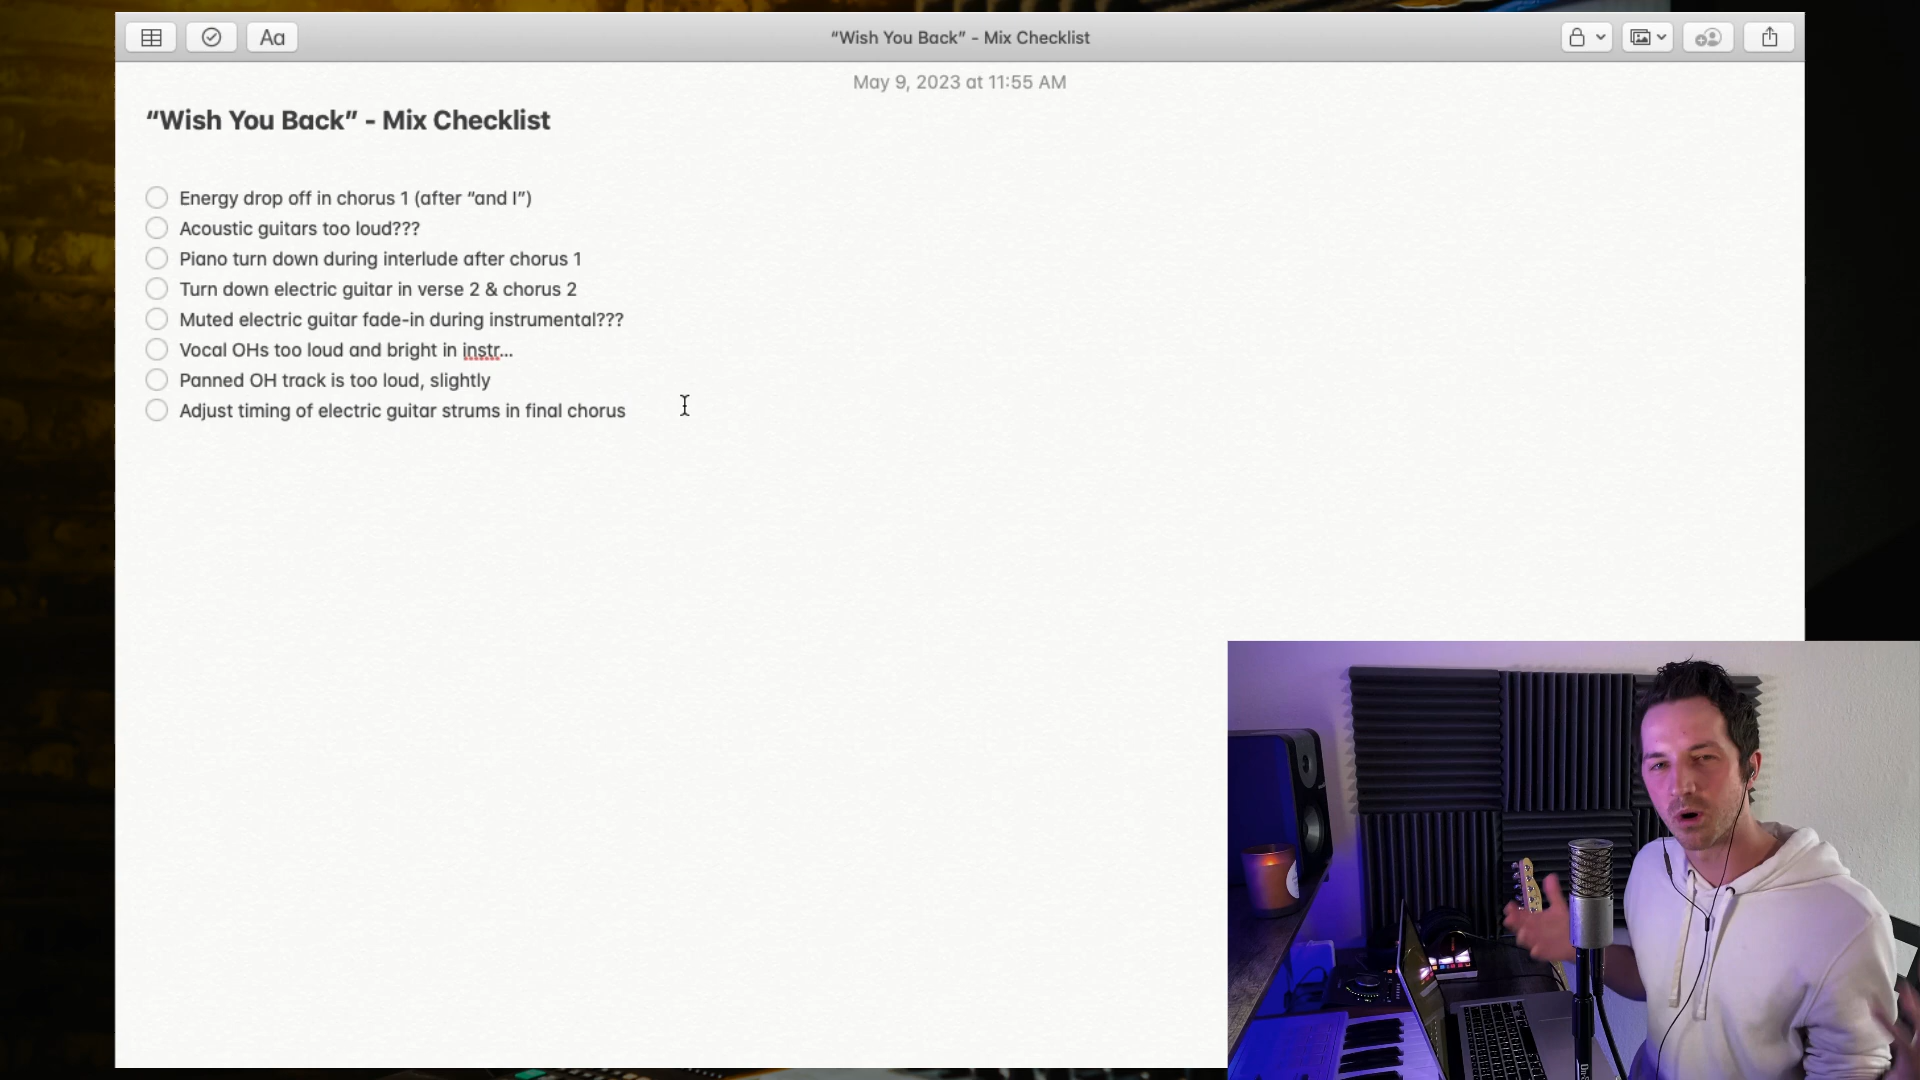 Aa
“Wish You Back” - Mix Checklist
May 9, 2023 at 11:55 AM
“Wish You Back” - Mix Checklist
Energy drop off in chorus 1 (after “and I”)
Acoustic guitars too loud???
Piano turn down during interlude after chorus 1
Turn down electric guitar in verse 2 & chorus 2
Muted electric guitar fade-in during instrumental???
Vocal OHs too loud and bright in instr...
Panned OH track is too loud, slightly
Adjust timing of electric guitar strums in final chorus